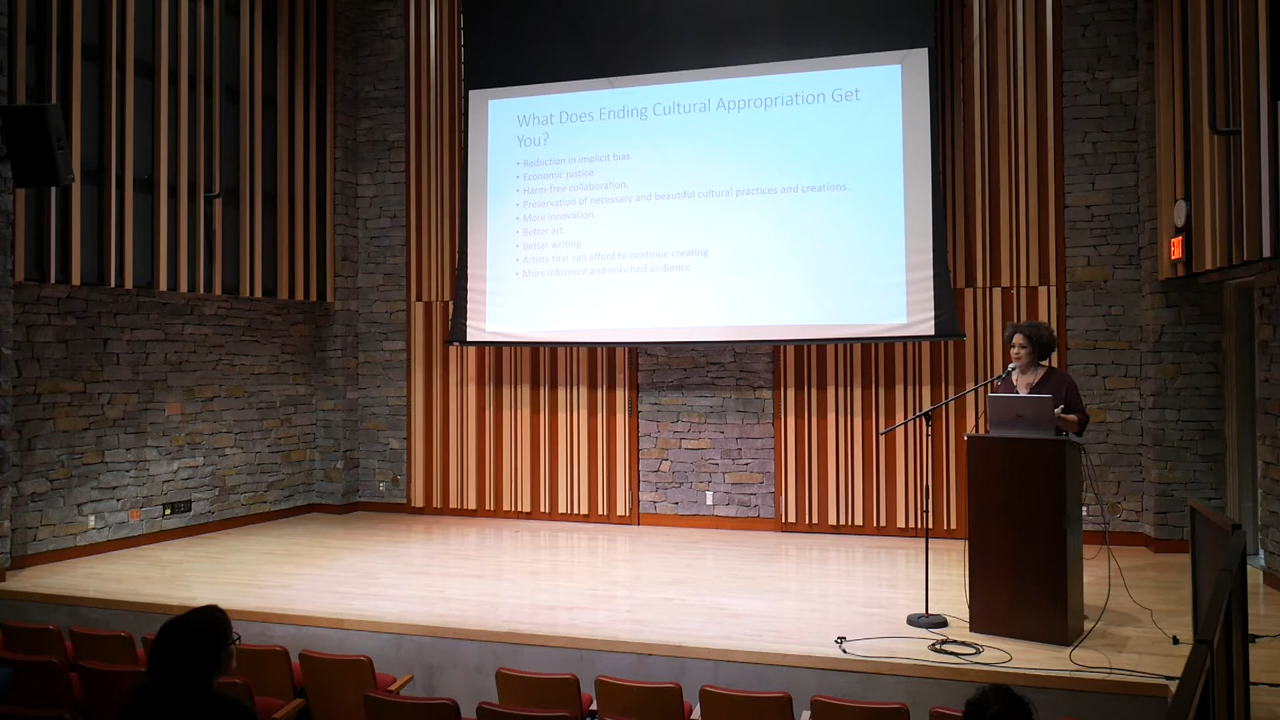 What Does Ending Cultural Appropriation Get
You?
• Reduction in implicit bias.
• Economic justice.
• Harm-free collaboration.
• Preservation of necessary and beautiful cultural practices and creations.
• More innovation.
• Better art.
• Better writing
• Artists that can afford to continue creating
• More informed and enriched audience.
EXIT